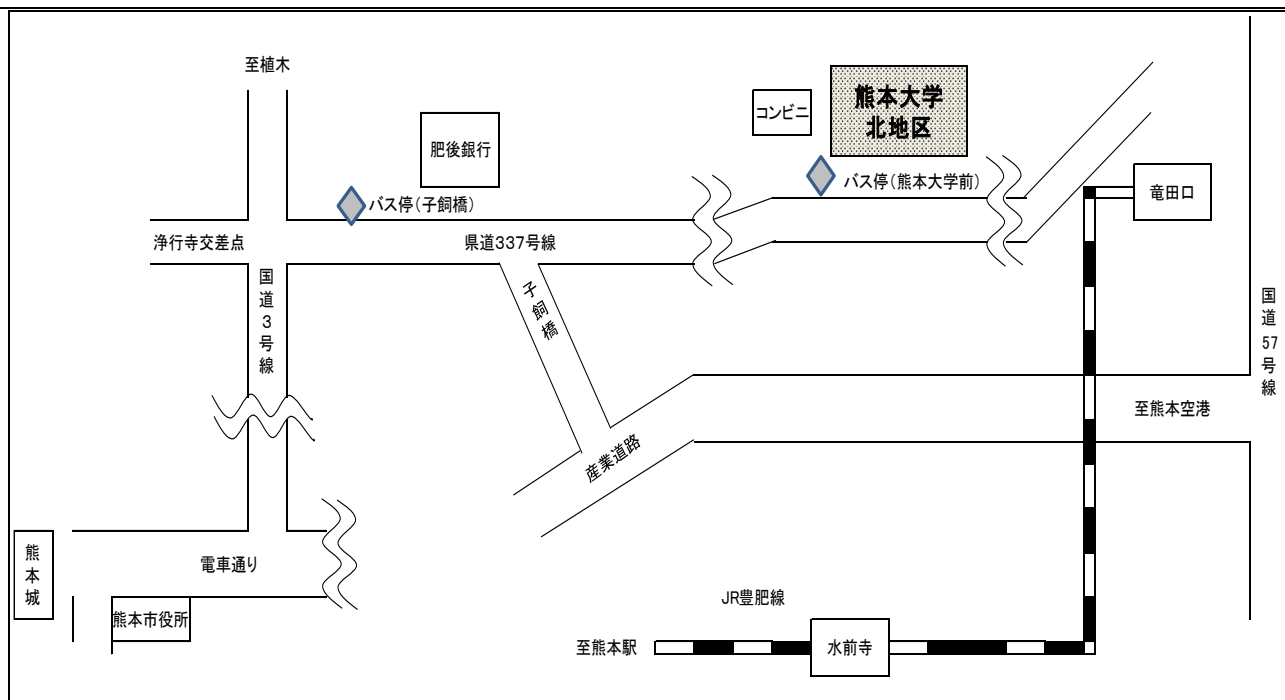 至植木
コンビニ
熊本大学
北地区
肥後銀行
バス停(熊本大学前)
竜田口
バス停(子飼橋)
浄行寺交差点
県道337号線
国道3号線
子飼橋
国道57号線
至熊本空港
産業道路
熊本城
電車通り
熊本市役所
JR豊肥線
至熊本駅
水前寺